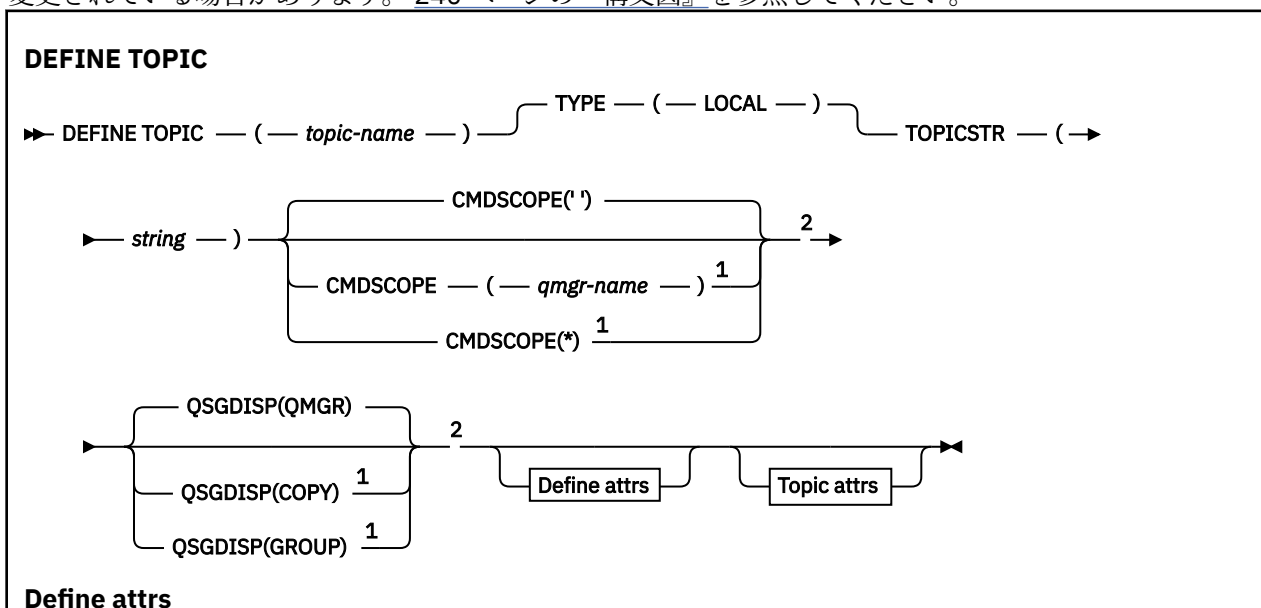 DEFINE TOPIC
TYPE ( LOCAL )
DEFINE TOPIC ( topic-name ) TOPICSTR (
CMDSCOPE(' ')
string ) 2
CMDSCOPE ( qmgr-name ) 1
CMDSCOPE(*) 1
QSGDISP(QMGR)
2
QSGDISP(COPY) 1 Define attrs Topic attrs
QSGDISP(GROUP) 1
Define attrs